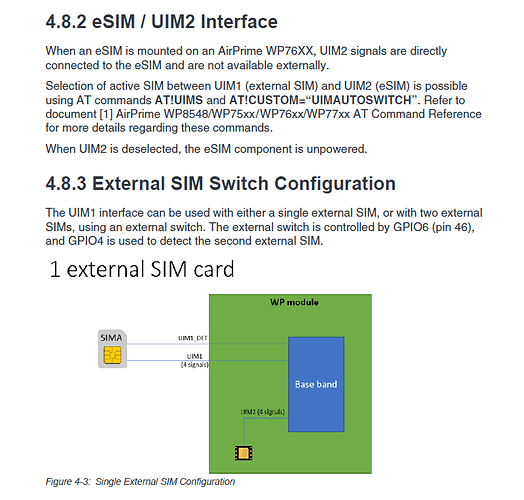 4.8.2 eSIM / UIM2 Interface
When an eSIM is mounted on an AirPrime WP76XX, UIM2 signals are directly
connected to the eSIM and are not available externally.
Selection of active SIM between UIM1 (external SIM) and UIM2 (eSIM) is possible
using AT commands AT!UIMS and AT!CUSTOM=“UIMAUTOSWITCH”. Refer to
document [1] AirPrime WP8548/WP75xx/WP76xx/WP77xx AT Command Reference
for more details regarding these commands.
When UIM2 is deselected, the eSIM component is unpowered.
4.8.3 External SIM Switch Configuration
The UIM1 interface can be used with either a single external SIM, or with two external
SIMs, using an external switch. The external switch is controlled by GPIO6 (pin 46),
and GPIO4 is used to detect the second external SIM.
1 external SIM card
WP module
SIMA
UIM1_DET
UIM1
(4 signals)
Base band
UIM2 (4 signals)
Figure 4-3: Single External SIM Configuration